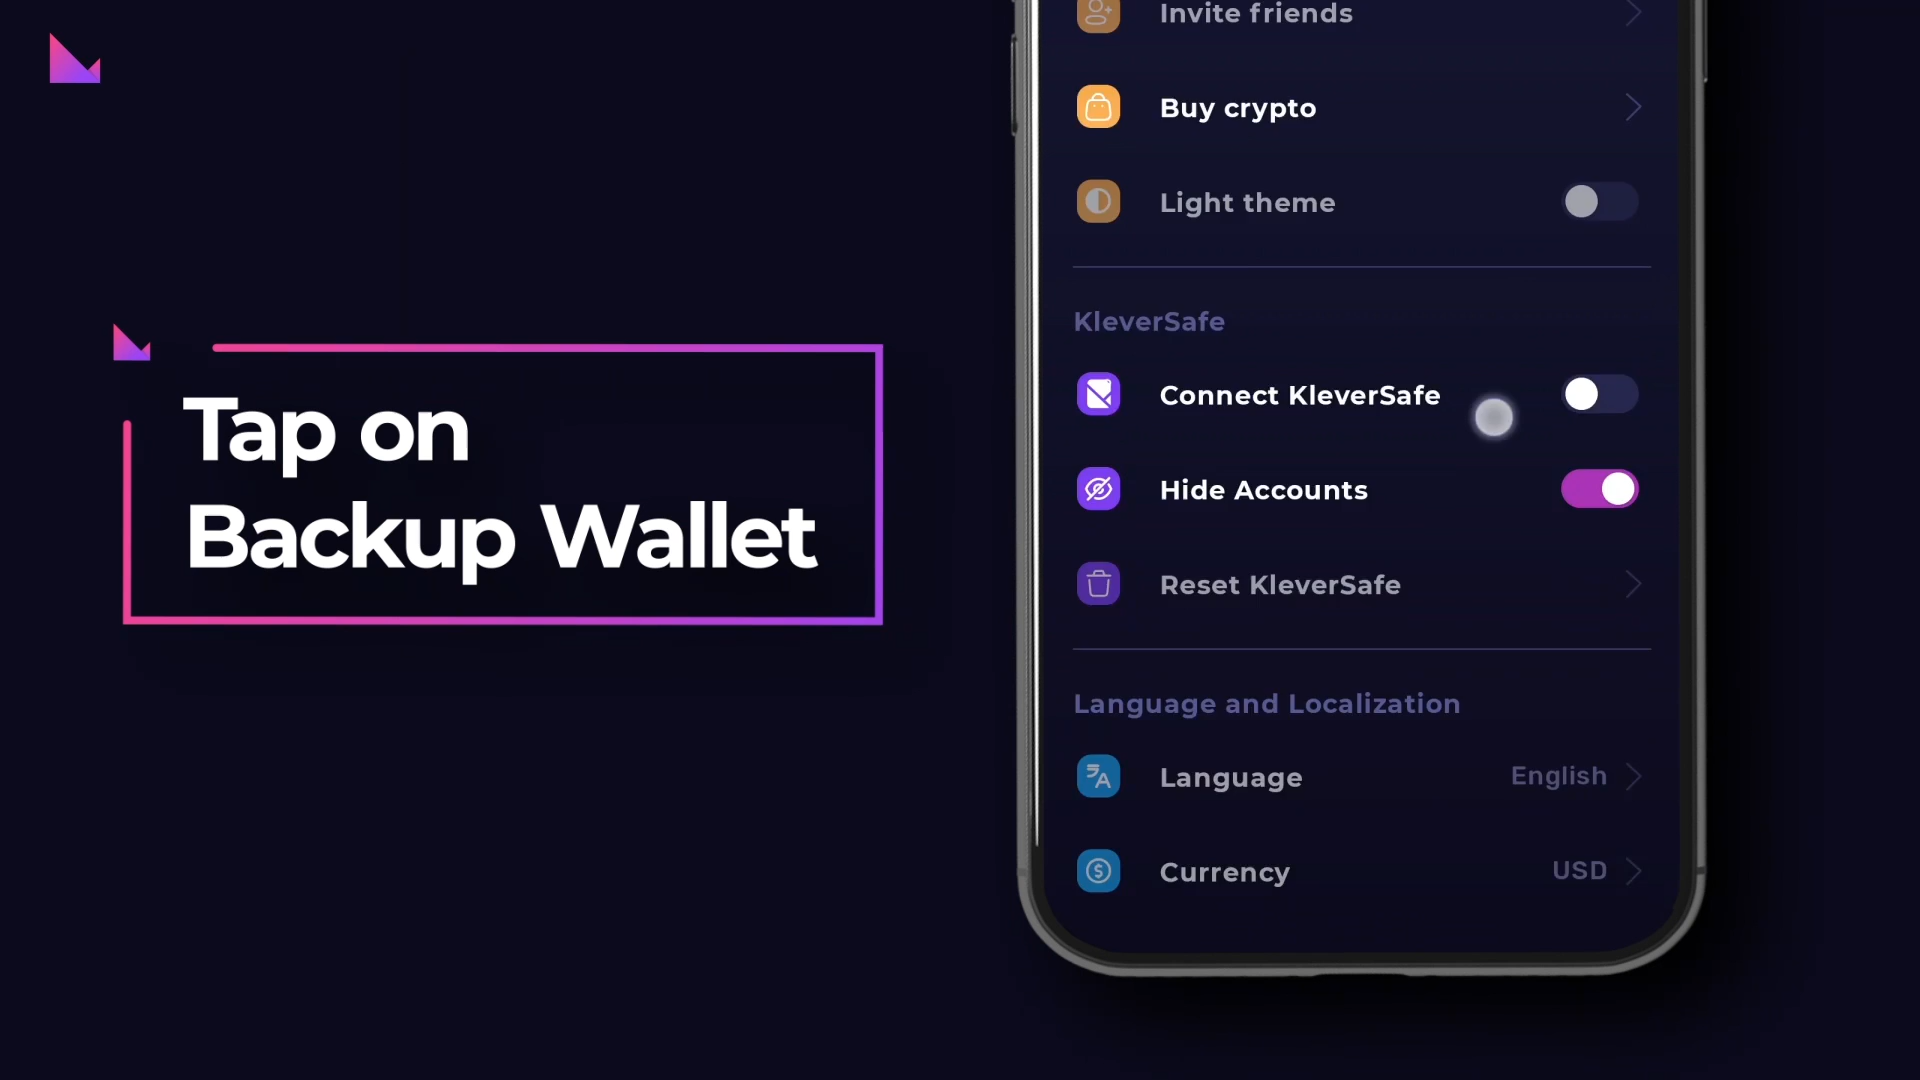 Tap on
Backup Wallet
Invite friends
Buy crypto
Light theme
KleverSafe
Connect KleverSafe
Hide Accounts
Reset KleverSafe
Language and Localization
Language English
Currency USD